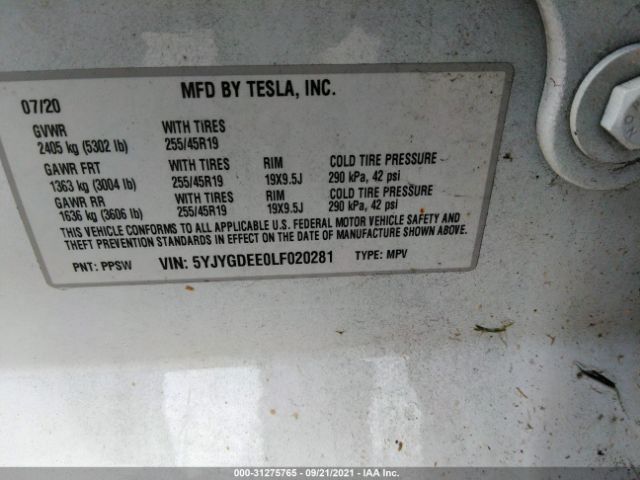 MFD BY TESLA, INC.
07/20
GVWR WITH TIRES
2405 kg (5302 lb) 255/45R19
GAWR FRT WITH TIRES RIM COLD TIRE PRESSURE
1363 kg (3004 lb) 255/45R19 19X9.5J 290 kPa, 42 psi
GAWR RR WITH TIRES RIM COLD TIRE PRESSURE
1636 kg (3606 lb) 255/45R19 19X9.5J 290 kPa, 42 psi
THIS VEHICLE CONFORMS TO ALL APPLICABLE U.S. FEDERAL MOTOR VEHICLE SAFETY AND
THEFT PREVENTION STANDARDS IN EFFECT ON THE DATE OF MANUFACTURE SHOWN ABOVE.
PNT: PPSW VIN: 5YJYGDEE0LF020281 TYPE: MPV
000-31275765 - 09/21/2021 - IAA Inc.